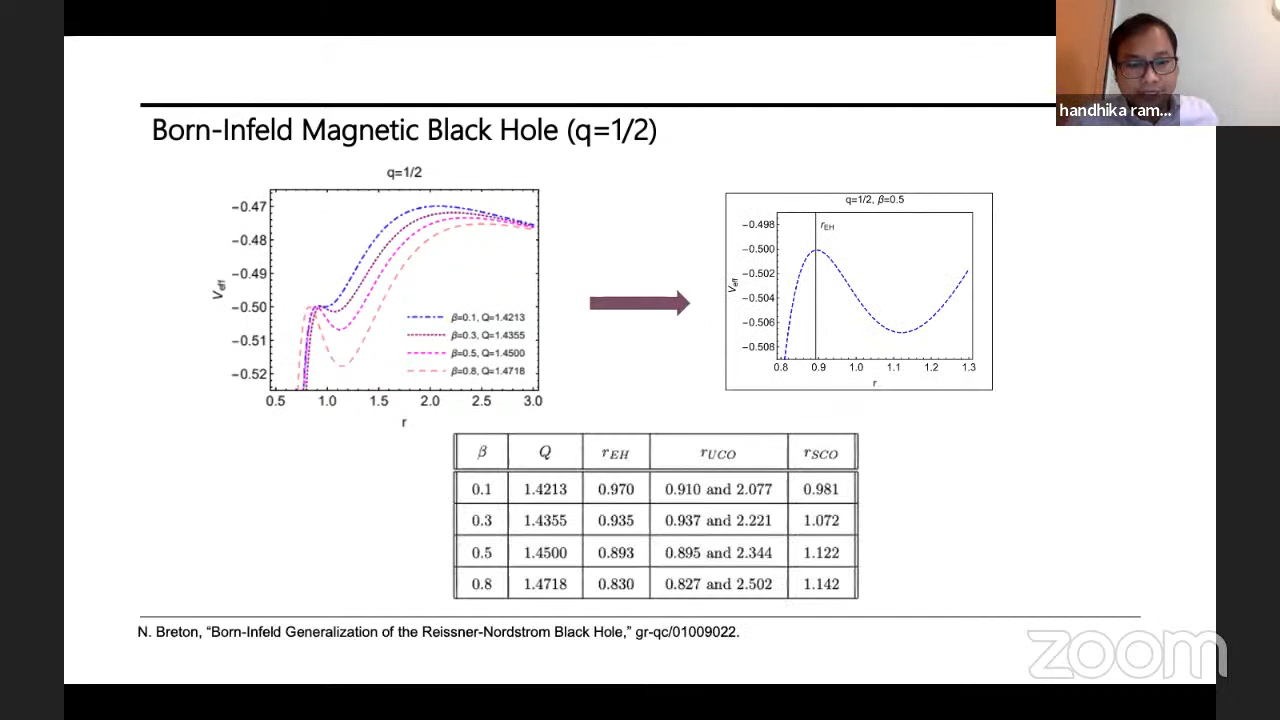 handhika ram...
Born-Infeld Magnetic Black Hole (q=1/2)
q=1/2
−0.47
−0.48
−0.49
−0.50
−0.51
−0.52
Veff
β=0.1, Q=1.4213
β=0.3, Q=1.4355
β=0.5, Q=1.4500
β=0.8, Q=1.4718
0.5 1.0 1.5 2.0 2.5 3.0
r
q=1/2, β=0.5
rEH
−0.498
−0.500
−0.502
−0.504
−0.506
−0.508
Veff
0.8 0.9 1.0 1.1 1.2 1.3
r
β Q rEH rUCO rSCO
0.1 1.4213 0.970 0.910 and 2.077 0.981
0.3 1.4355 0.935 0.937 and 2.221 1.072
0.5 1.4500 0.893 0.895 and 2.344 1.122
0.8 1.4718 0.830 0.827 and 2.502 1.142
N. Breton, “Born-Infeld Generalization of the Reissner-Nordstrom Black Hole,” gr-qc/01009022.
zoom